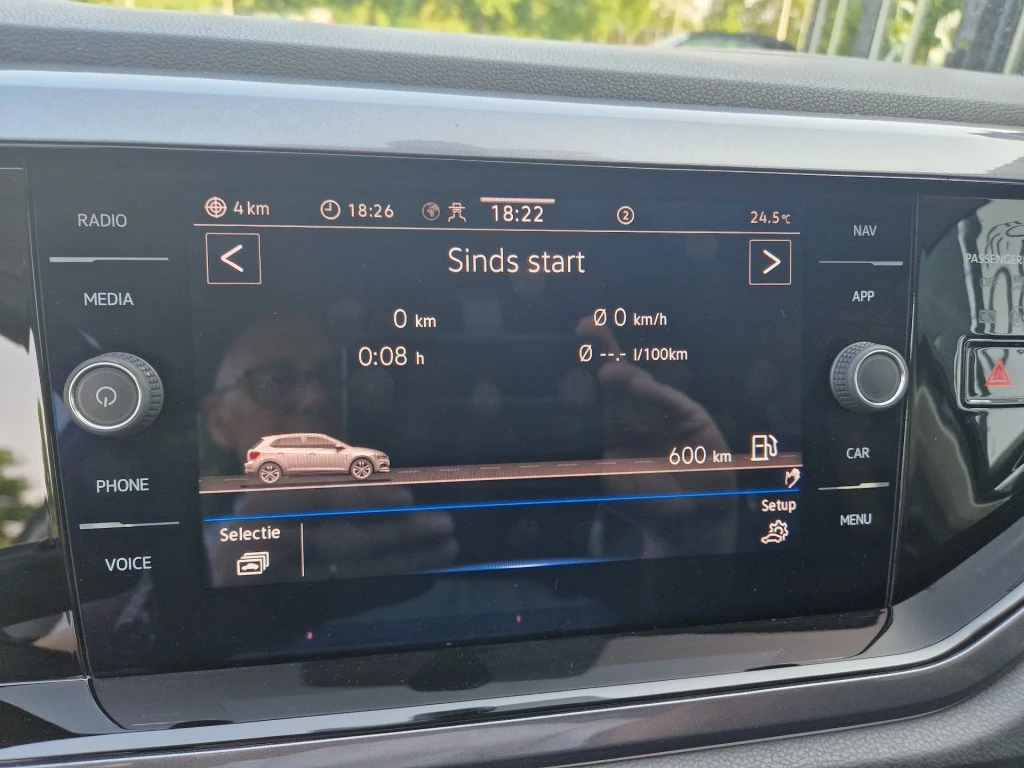 RADIO
MEDIA
PHONE
VOICE
4 km
18:26
18:22
2
24.5°C
<
Sinds start
>
0 km
Ø 0 km/h
0:08 h
Ø --.- l/100km
600 km
Selectie
Setup
NAV
APP
CAR
MENU
PASSENGER